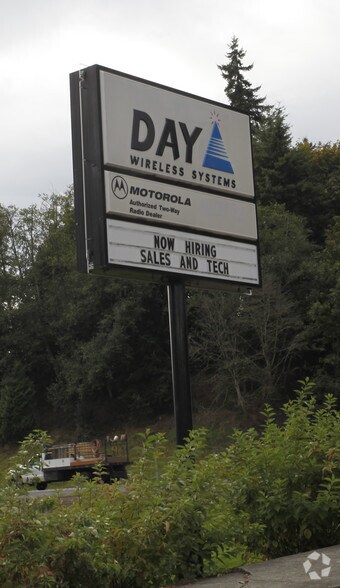 DAY
WIRELESS SYSTEMS
MOTOROLA
Authorized Two-Way
Radio Dealer
NOW HIRING
SALES AND TECH